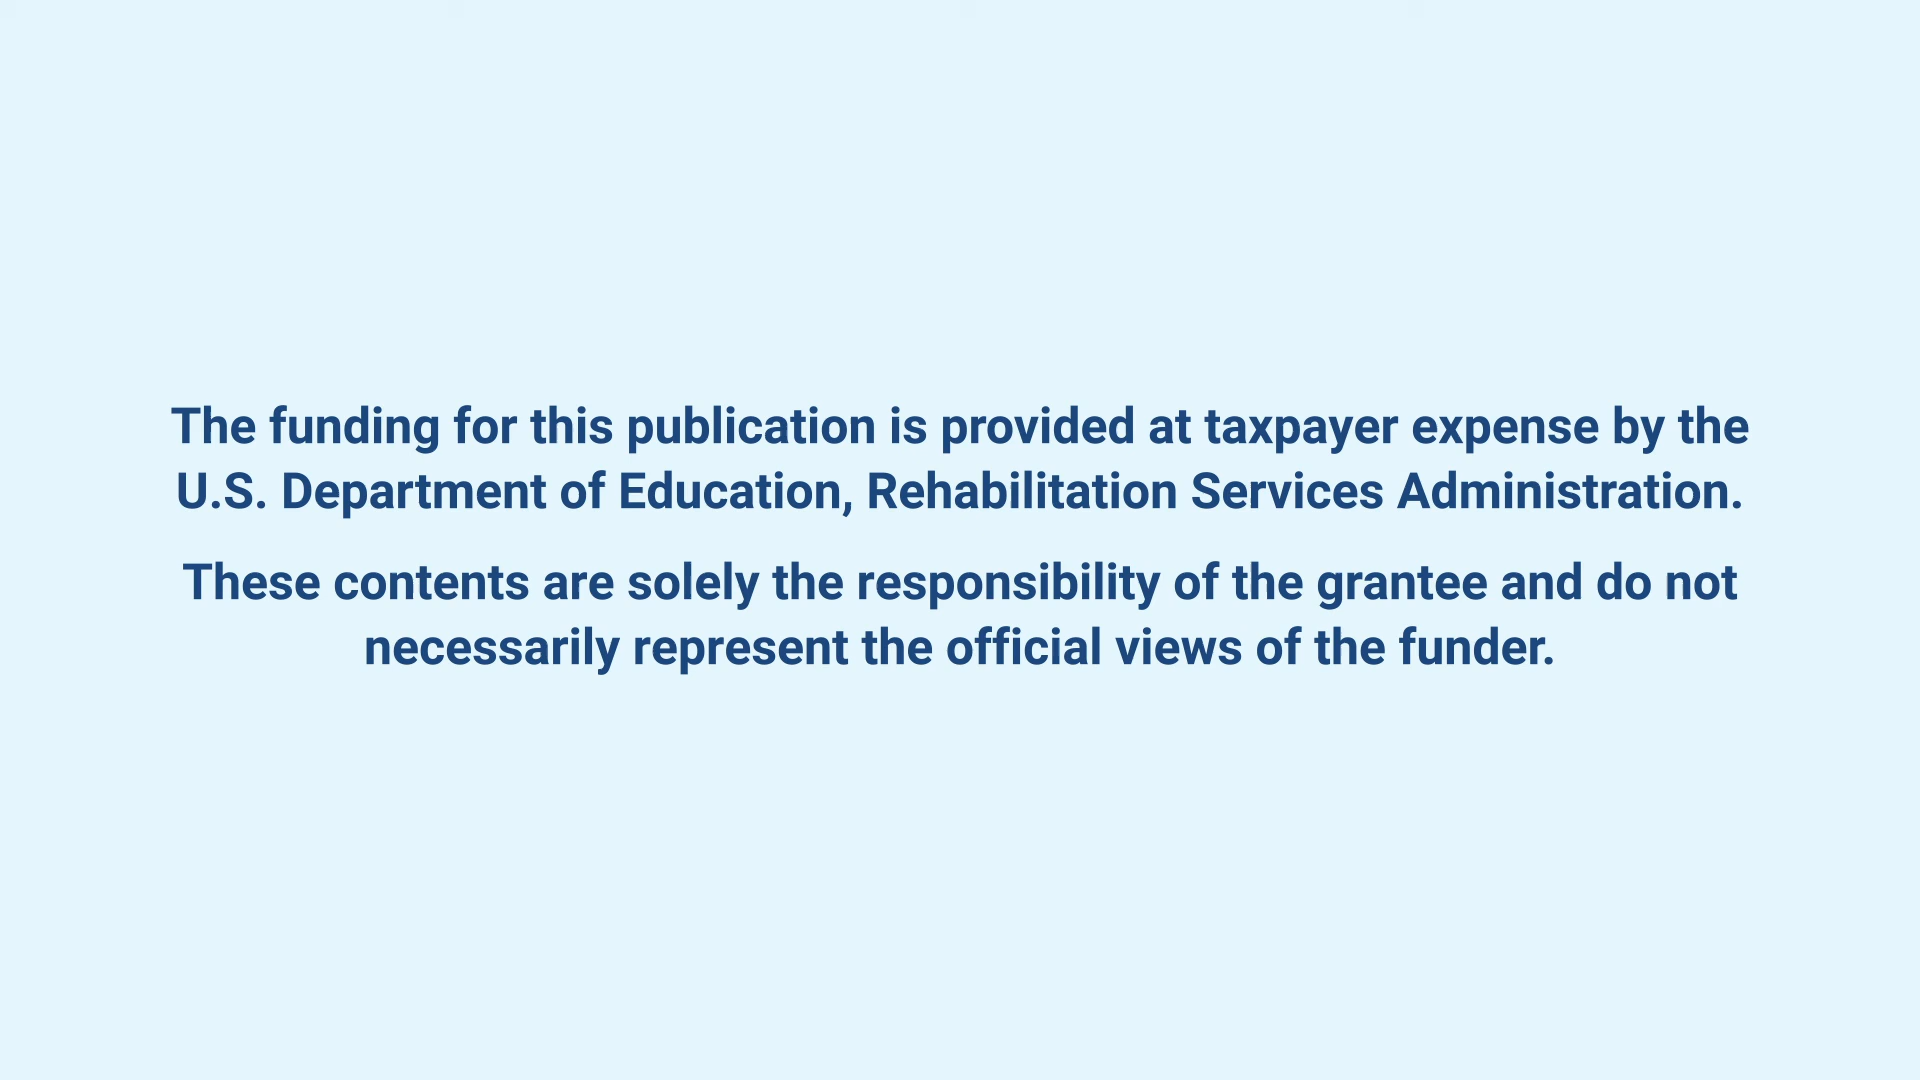 The funding for this publication is provided at taxpayer expense by the
U.S. Department of Education, Rehabilitation Services Administration.
These contents are solely the responsibility of the grantee and do not
necessarily represent the official views of the funder.